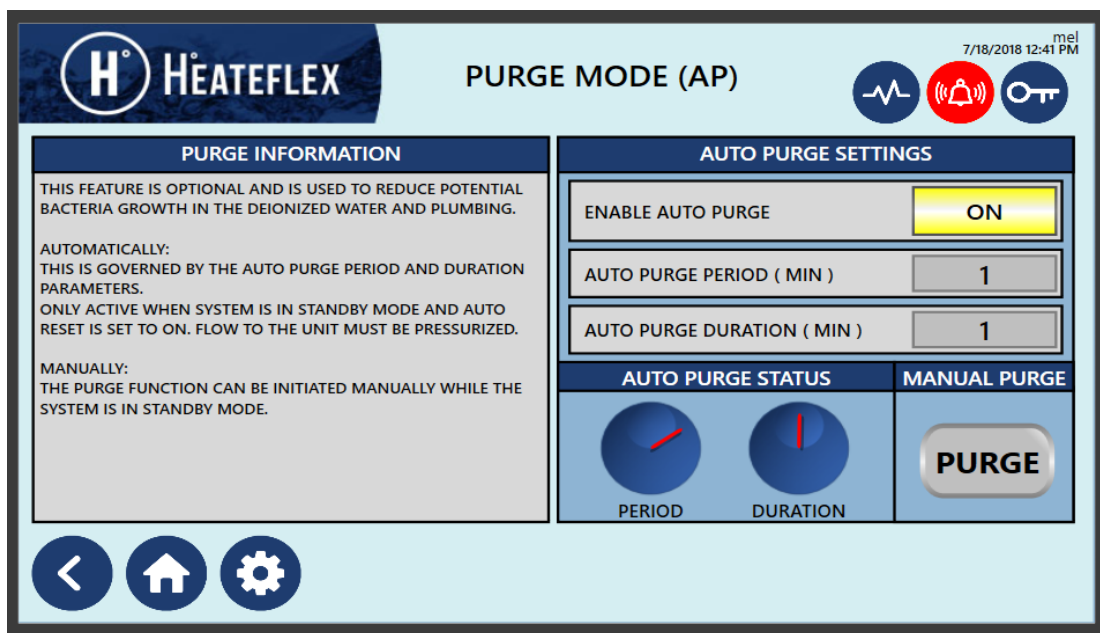 H° HEATEFLEX
PURGE MODE (AP)
mel
7/18/2018 12:41 PM
PURGE INFORMATION
THIS FEATURE IS OPTIONAL AND IS USED TO REDUCE POTENTIAL
BACTERIA GROWTH IN THE DEIONIZED WATER AND PLUMBING.
AUTOMATICALLY:
THIS IS GOVERNED BY THE AUTO PURGE PERIOD AND DURATION
PARAMETERS.
ONLY ACTIVE WHEN SYSTEM IS IN STANDBY MODE AND AUTO
RESET IS SET TO ON. FLOW TO THE UNIT MUST BE PRESSURIZED.
MANUALLY:
THE PURGE FUNCTION CAN BE INITIATED MANUALLY WHILE THE
SYSTEM IS IN STANDBY MODE.
AUTO PURGE SETTINGS
ENABLE AUTO PURGE ON
AUTO PURGE PERIOD ( MIN ) 1
AUTO PURGE DURATION ( MIN ) 1
AUTO PURGE STATUS
PERIOD DURATION
MANUAL PURGE
PURGE